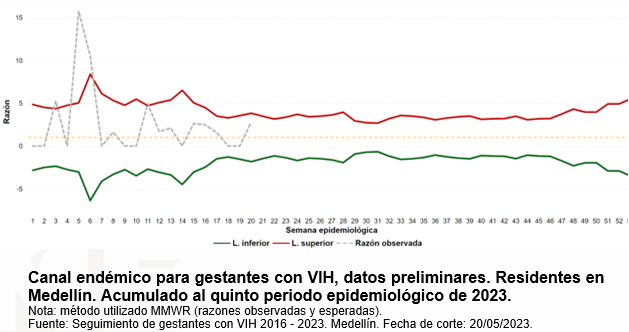 15
10
5
0
-5
Razón
1 2 3 4 5 6 7 8 9 10 11 12 13 14 15 16 17 18 19 20 21 22 23 24 25 26 27 28 29 30 31 32 33 34 35 36 37 38 39 40 41 42 43 44 45 46 47 48 49 50 51 52
Semana epidemiológica
L. inferior L. superior Razón observada
Canal endémico para gestantes con VIH, datos preliminares. Residentes en
Medellín. Acumulado al quinto periodo epidemiológico de 2023.
Nota: método utilizado MMWR (razones observadas y esperadas).
Fuente: Seguimiento de gestantes con VIH 2016 - 2023. Medellín. Fecha de corte: 20/05/2023.